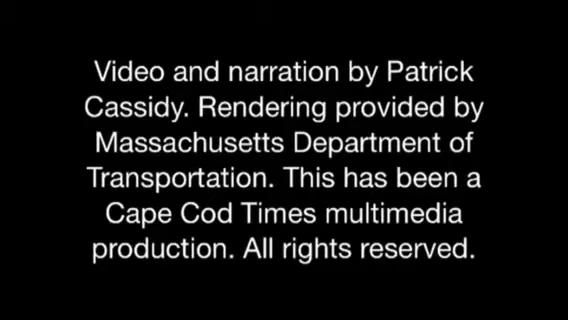 Video and narration by Patrick
Cassidy. Rendering provided by
Massachusetts Department of
Transportation. This has been a
Cape Cod Times multimedia
production. All rights reserved.